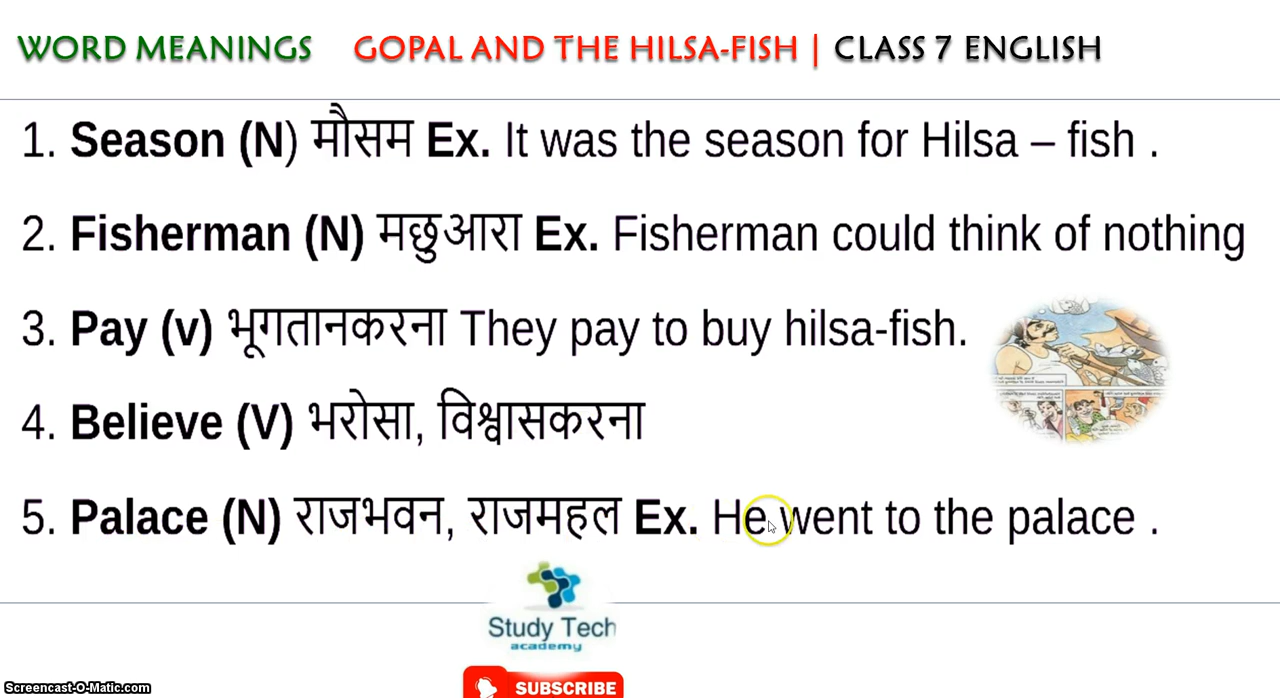 WORD MEANINGS GOPAL AND THE HILSA-FISH | CLASS 7 ENGLISH
1. Season (N) मौसम Ex. It was the season for Hilsa – fish .
2. Fisherman (N) मछुआरा Ex. Fisherman could think of nothing
3. Pay (v) भूगतानकरना They pay to buy hilsa-fish.
4. Believe (V) भरोसा, विश्वासकरना
5. Palace (N) राजभवन, राजमहल Ex. He went to the palace .
Study Tech
academy
SUBSCRIBE
Screencast-O-Matic.com